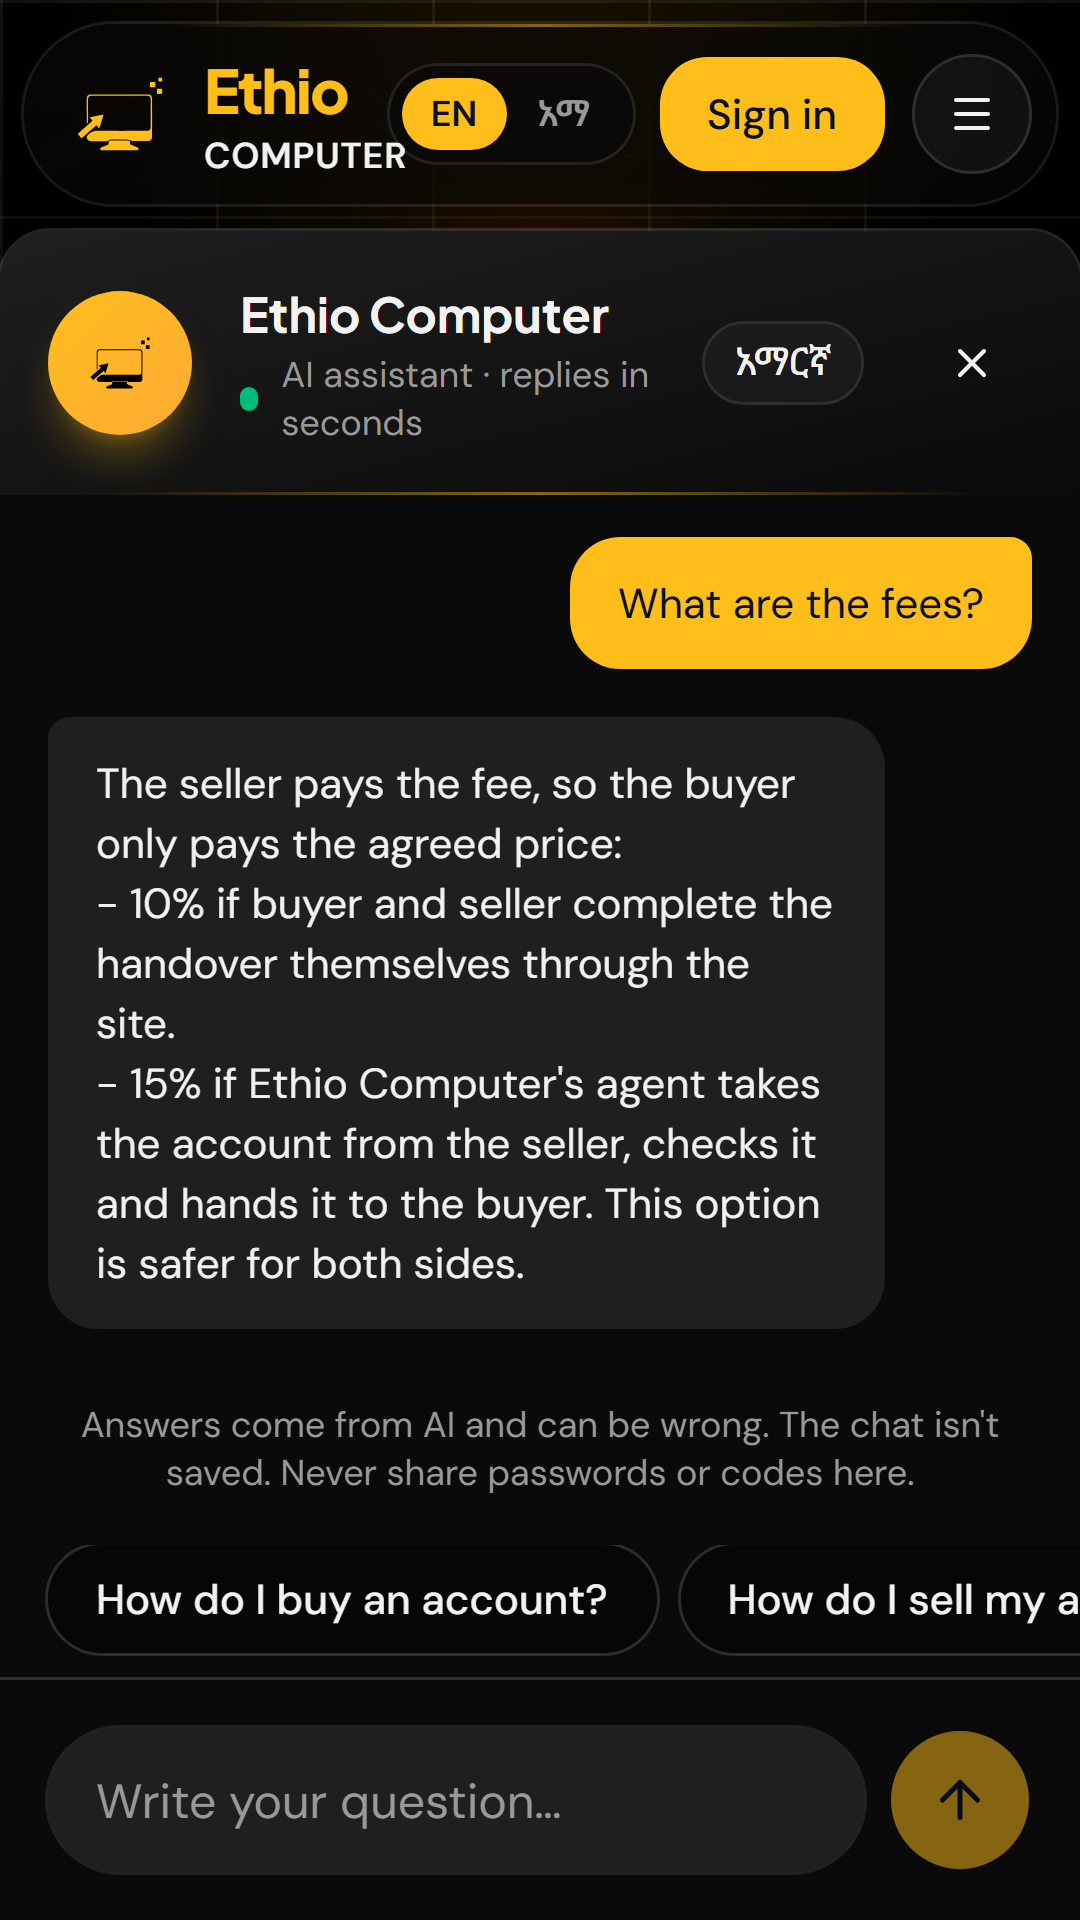 Ethio
COMPUTER
EN
አማ
Sign in
Ethio Computer
AI assistant · replies in
seconds
አማርኛ
What are the fees?
The seller pays the fee, so the buyer
only pays the agreed price:
- 10% if buyer and seller complete the
handover themselves through the
site.
- 15% if Ethio Computer's agent takes
the account from the seller, checks it
and hands it to the buyer. This option
is safer for both sides.
Answers come from AI and can be wrong. The chat isn't
saved. Never share passwords or codes here.
How do I buy an account?
How do I sell my a
Write your question...